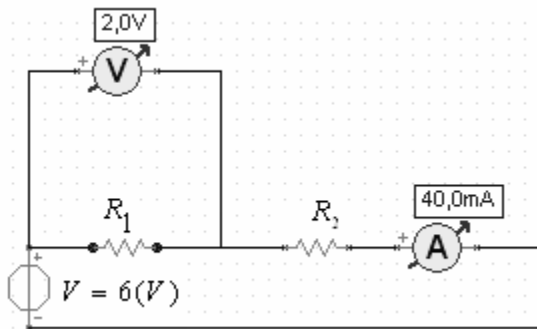 2,0V
+ V
R1
R2
40,0mA
+ A
+
V = 6(V)
−